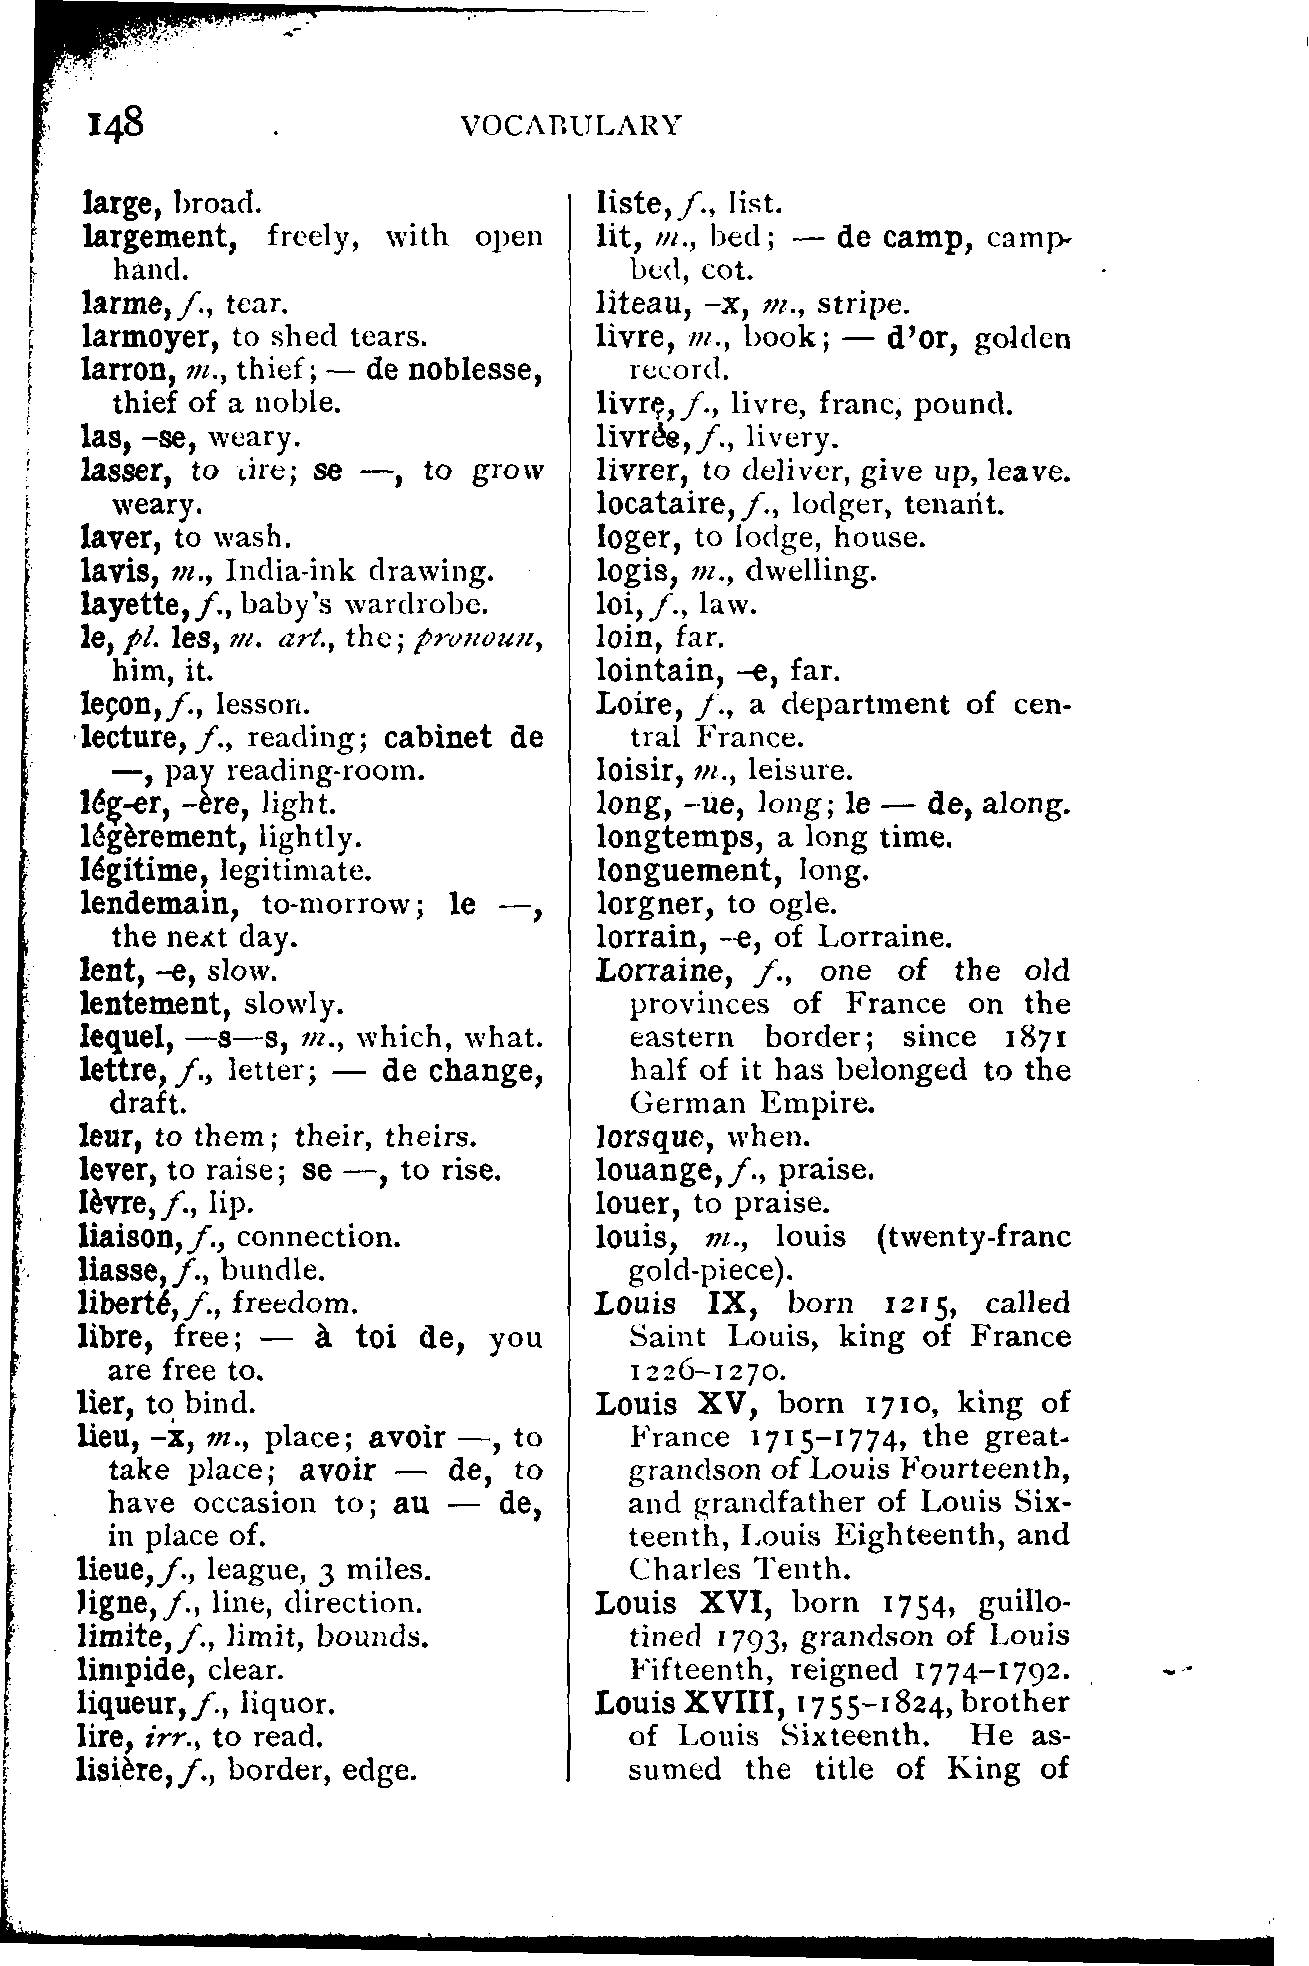 148
VOCABULARY
large, broad.
largement, freely, with open
hand.
larme, f., tear.
larmoyer, to shed tears.
larron, m., thief; — de noblesse,
thief of a noble.
las, -se, weary.
lasser, to tire; se —, to grow
weary.
laver, to wash.
lavis, m., India-ink drawing.
layette, f., baby's wardrobe.
le, pl. les, m. art., the; pronoun,
him, it.
leçon, f., lesson.
lecture, f., reading; cabinet de
—, pay reading-room.
lég-er, -ère, light.
légèrement, lightly.
légitime, legitimate.
lendemain, to-morrow; le —,
the next day.
lent, -e, slow.
lentement, slowly.
lequel, —s—s, m., which, what.
lettre, f., letter; — de change,
draft.
leur, to them; their, theirs.
lever, to raise; se —, to rise.
lèvre, f., lip.
liaison, f., connection.
liasse, f., bundle.
liberté, f., freedom.
libre, free; — à toi de, you
are free to.
lier, to bind.
lieu, -x, m., place; avoir —, to
take place; avoir — de, to
have occasion to; au — de,
in place of.
lieue, f., league, 3 miles.
ligne, f., line, direction.
limite, f., limit, bounds.
limpide, clear.
liqueur, f., liquor.
lire, irr., to read.
lisière, f., border, edge.
liste, f., list.
lit, m., bed; — de camp, camp-
bed, cot.
liteau, -x, m., stripe.
livre, m., book; — d'or, golden
record.
livre, f., livre, franc, pound.
livrée, f., livery.
livrer, to deliver, give up, leave.
locataire, f., lodger, tenant.
loger, to lodge, house.
logis, m., dwelling.
loi, f., law.
loin, far.
lointain, -e, far.
Loire, f., a department of cen-
tral France.
loisir, m., leisure.
long, -ue, long; le — de, along.
longtemps, a long time.
longuement, long.
lorgner, to ogle.
lorrain, -e, of Lorraine.
Lorraine, f., one of the old
provinces of France on the
eastern border; since 1871
half of it has belonged to the
German Empire.
lorsque, when.
louange, f., praise.
louer, to praise.
louis, m., louis (twenty-franc
gold-piece).
Louis IX, born 1215, called
Saint Louis, king of France
1226-1270.
Louis XV, born 1710, king of
France 1715-1774, the great-
grandson of Louis Fourteenth,
and grandfather of Louis Six-
teenth, Louis Eighteenth, and
Charles Tenth.
Louis XVI, born 1754, guillo-
tined 1793, grandson of Louis
Fifteenth, reigned 1774-1792.
Louis XVIII, 1755-1824, brother
of Louis Sixteenth. He as-
sumed the title of King of